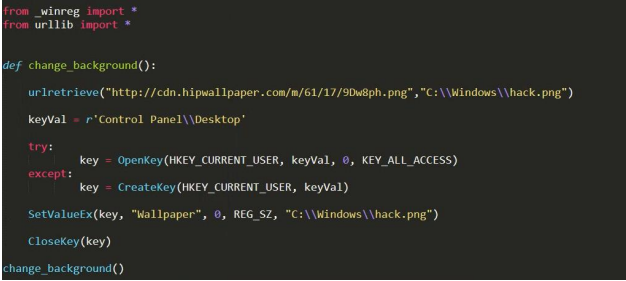 from _winreg import *
from urllib import *
def change_background():
urlretrieve("http://cdn.hipwallpaper.com/m/61/17/9Dw8ph.png","C:\\Windows\\hack.png")
keyVal = r'Control Panel\\Desktop'
try:
key = OpenKey(HKEY_CURRENT_USER, keyVal, 0, KEY_ALL_ACCESS)
except:
key = CreateKey(HKEY_CURRENT_USER, keyVal)
SetValueEx(key, "Wallpaper", 0, REG_SZ, "C:\\Windows\\hack.png")
CloseKey(key)
change_background()